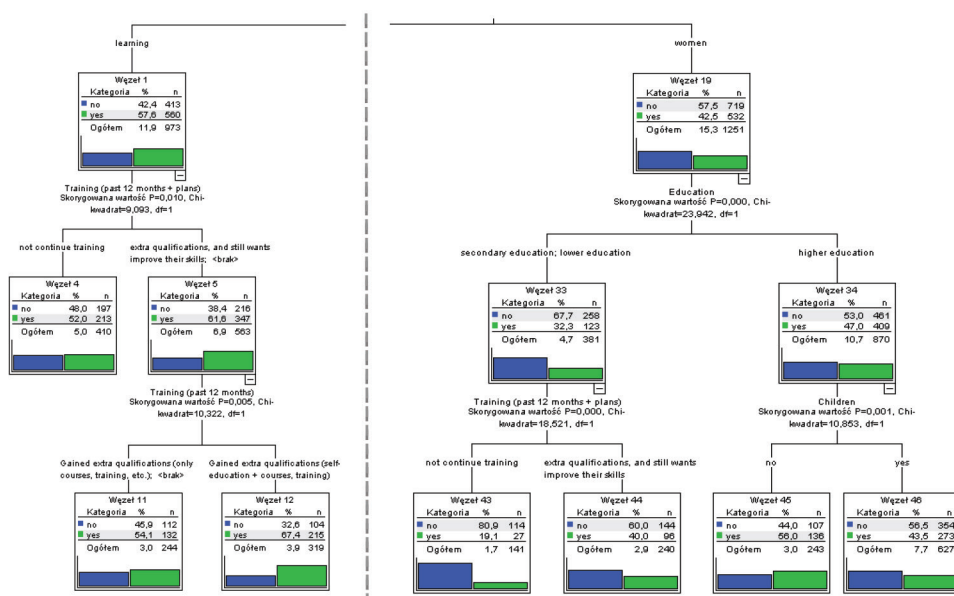 learning
Węzeł 1
Kategoria % n
no 42,4 413
yes 57,6 560
Ogółem 11,9 973
Training (past 12 months + plans)
Skorygowana wartość P=0,010, Chi-
kwadrat=9,093, df=1
not continue training
extra qualifications, and still wants
improve their skills; <brak>
Węzeł 4
Kategoria % n
no 48,0 197
yes 52,0 213
Ogółem 5,0 410
Węzeł 5
Kategoria % n
no 38,4 216
yes 61,6 347
Ogółem 6,9 563
Training (past 12 months)
Skorygowana wartość P=0,005, Chi-
kwadrat=10,322, df=1
Gained extra qualifications (only
courses, training, etc.); <brak>
Gained extra qualifications (self-
education + courses, training)
Węzeł 11
Kategoria % n
no 45,9 112
yes 54,1 132
Ogółem 3,0 244
Węzeł 12
Kategoria % n
no 32,6 104
yes 67,4 215
Ogółem 3,9 319
women
Węzeł 19
Kategoria % n
no 57,5 719
yes 42,5 532
Ogółem 15,3 1251
Education
Skorygowana wartość P=0,000, Chi-
kwadrat=23,942, df=1
secondary education; lower education
higher education
Węzeł 33
Kategoria % n
no 67,7 258
yes 32,3 123
Ogółem 4,7 381
Węzeł 34
Kategoria % n
no 53,0 461
yes 47,0 409
Ogółem 10,7 870
Training (past 12 months + plans)
Skorygowana wartość P=0,000, Chi-
kwadrat=18,521, df=1
Children
Skorygowana wartość P=0,001, Chi-
kwadrat=10,853, df=1
not continue training
extra qualifications, and still wants
improve their skills
no
yes
Węzeł 43
Kategoria % n
no 80,9 114
yes 19,1 27
Ogółem 1,7 141
Węzeł 44
Kategoria % n
no 60,0 144
yes 40,0 96
Ogółem 2,9 240
Węzeł 45
Kategoria % n
no 44,0 107
yes 56,0 136
Ogółem 3,0 243
Węzeł 46
Kategoria % n
no 56,5 354
yes 43,5 273
Ogółem 7,7 627